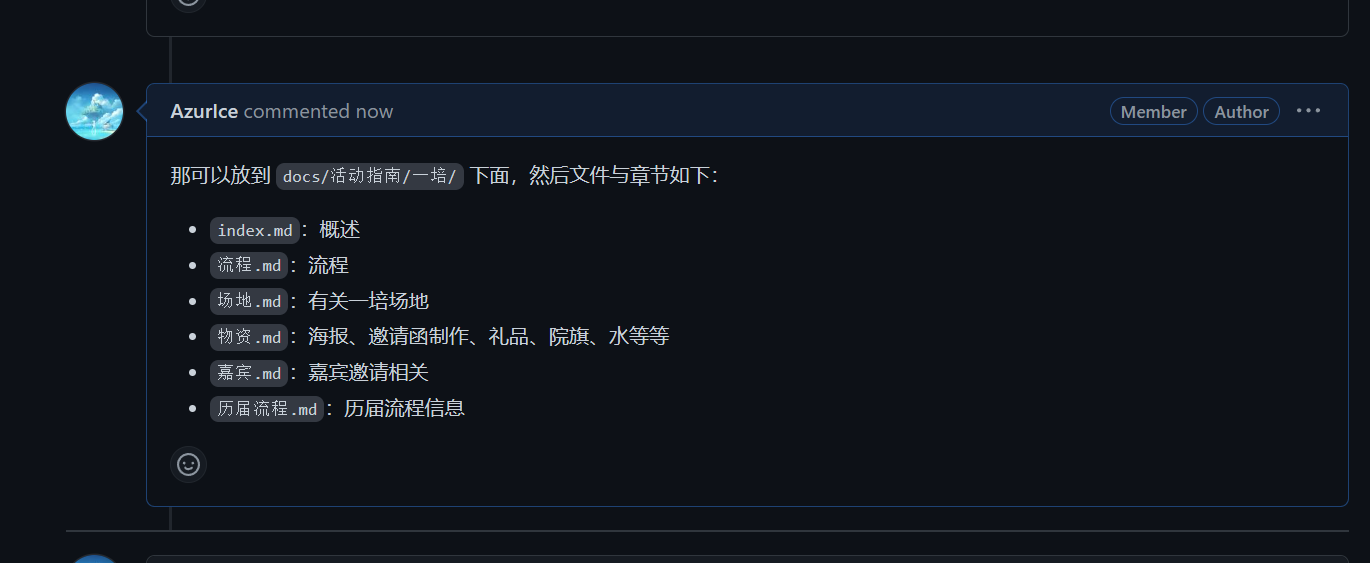 AzurIce commented now Member Author ...
那可以放到 docs/活动指南/一培/ 下面，然后文件与章节如下：
index.md：概述
流程.md：流程
场地.md：有关一培场地
物资.md：海报、邀请函制作、礼品、院旗、水等等
嘉宾.md：嘉宾邀请相关
历届流程.md：历届流程信息